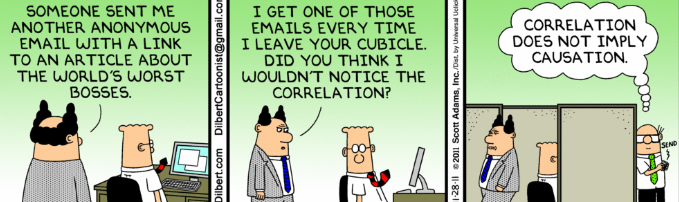 SOMEONE SENT ME
ANOTHER ANONYMOUS
EMAIL WITH A LINK
TO AN ARTICLE ABOUT
THE WORLD'S WORST
BOSSES.
Dilbert.com DilbertCartoonist@gmail.com
I GET ONE OF THOSE
EMAILS EVERY TIME
I LEAVE YOUR CUBICLE.
DID YOU THINK I
WOULDN'T NOTICE THE
CORRELATION?
1-28-11 ©2011 Scott Adams, Inc./Dist. by Universal Uclick
CORRELATION
DOES NOT IMPLY
CAUSATION.
SEND